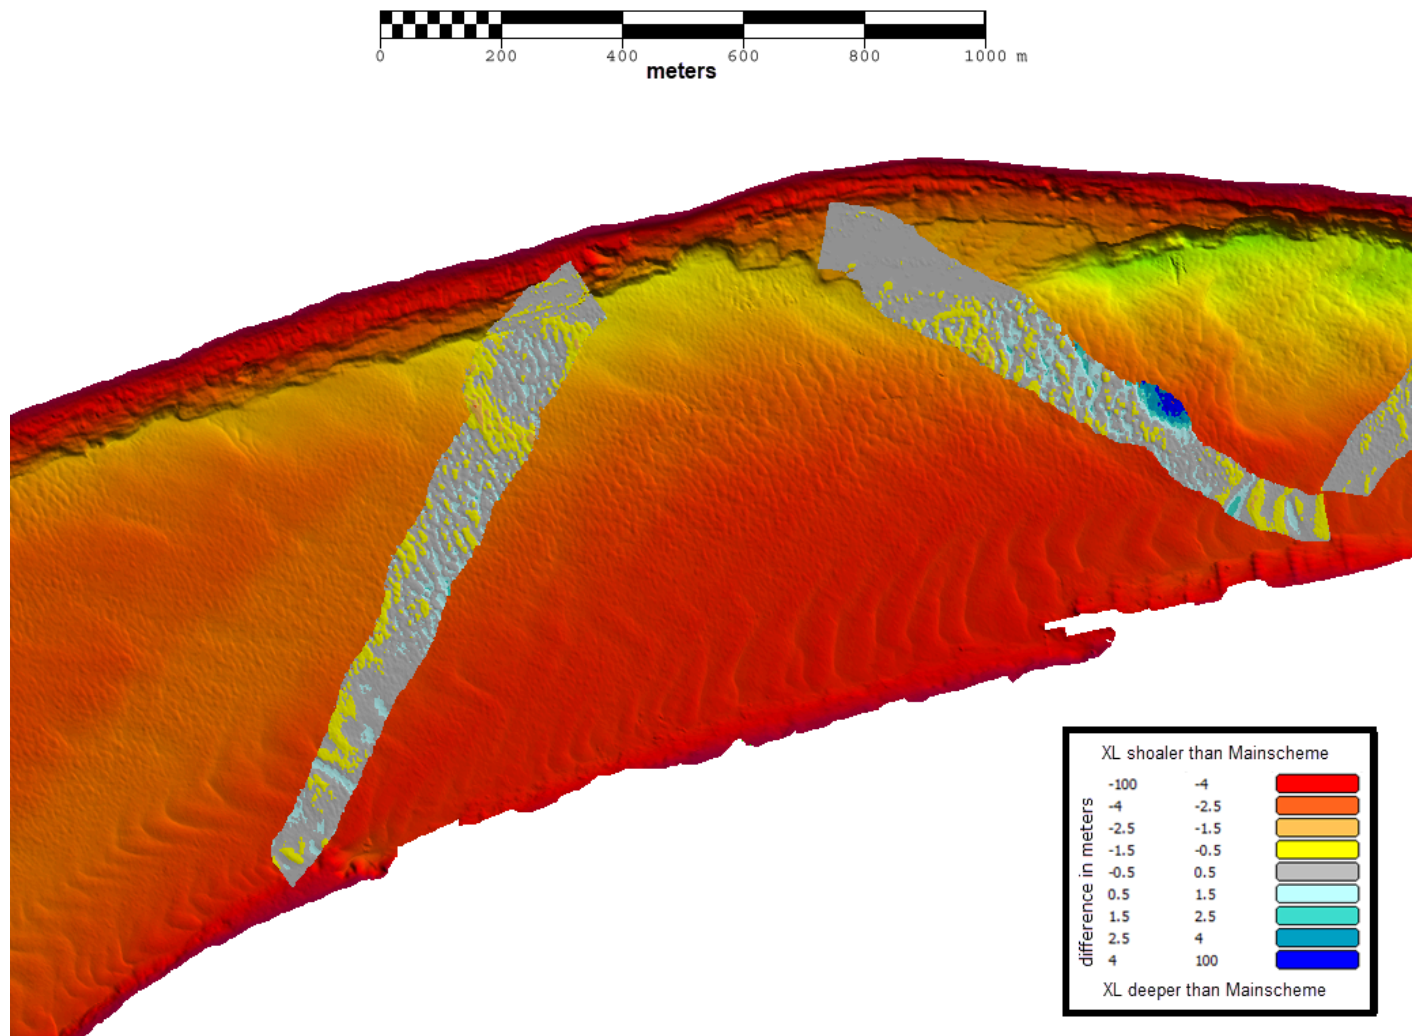 0 200 400 600 800 1000 m
meters
XL shoaler than Mainscheme
difference in meters
-100 -4
-4 -2.5
-2.5 -1.5
-1.5 -0.5
-0.5 0.5
0.5 1.5
1.5 2.5
2.5 4
4 100
XL deeper than Mainscheme